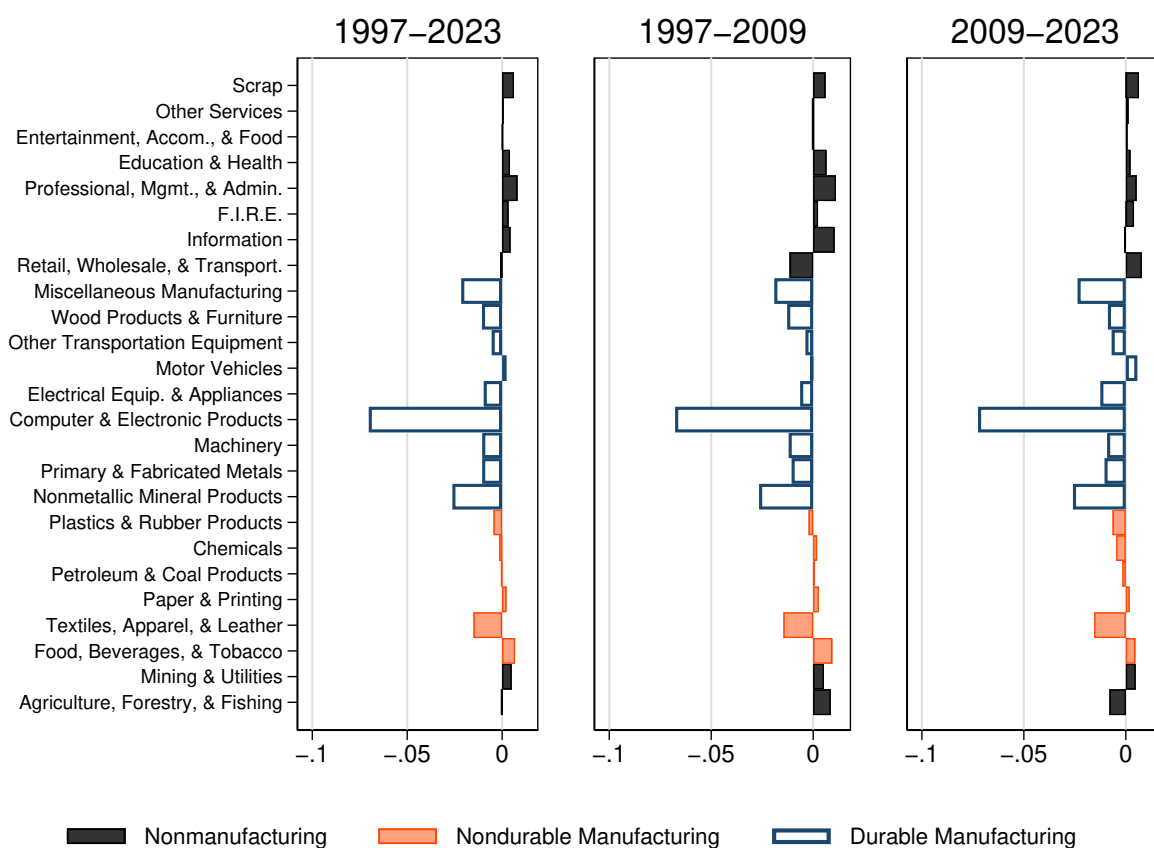 1997−2023
1997−2009
2009−2023
Scrap
Other Services
Entertainment, Accom., & Food
Education & Health
Professional, Mgmt., & Admin.
F.I.R.E.
Information
Retail, Wholesale, & Transport.
Miscellaneous Manufacturing
Wood Products & Furniture
Other Transportation Equipment
Motor Vehicles
Electrical Equip. & Appliances
Computer & Electronic Products
Machinery
Primary & Fabricated Metals
Nonmetallic Mineral Products
Plastics & Rubber Products
Chemicals
Petroleum & Coal Products
Paper & Printing
Textiles, Apparel, & Leather
Food, Beverages, & Tobacco
Mining & Utilities
Agriculture, Forestry, & Fishing
−.1 −.05 0
−.1 −.05 0
−.1 −.05 0
Nonmanufacturing
Nondurable Manufacturing
Durable Manufacturing